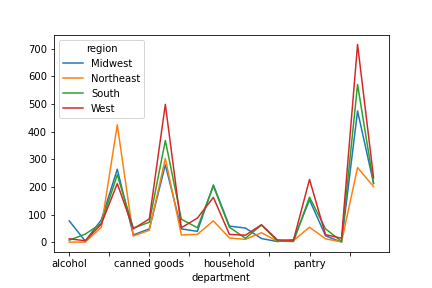 region
Midwest
Northeast
South
West
700
600
500
400
300
200
100
0
alcohol canned goods household pantry
department